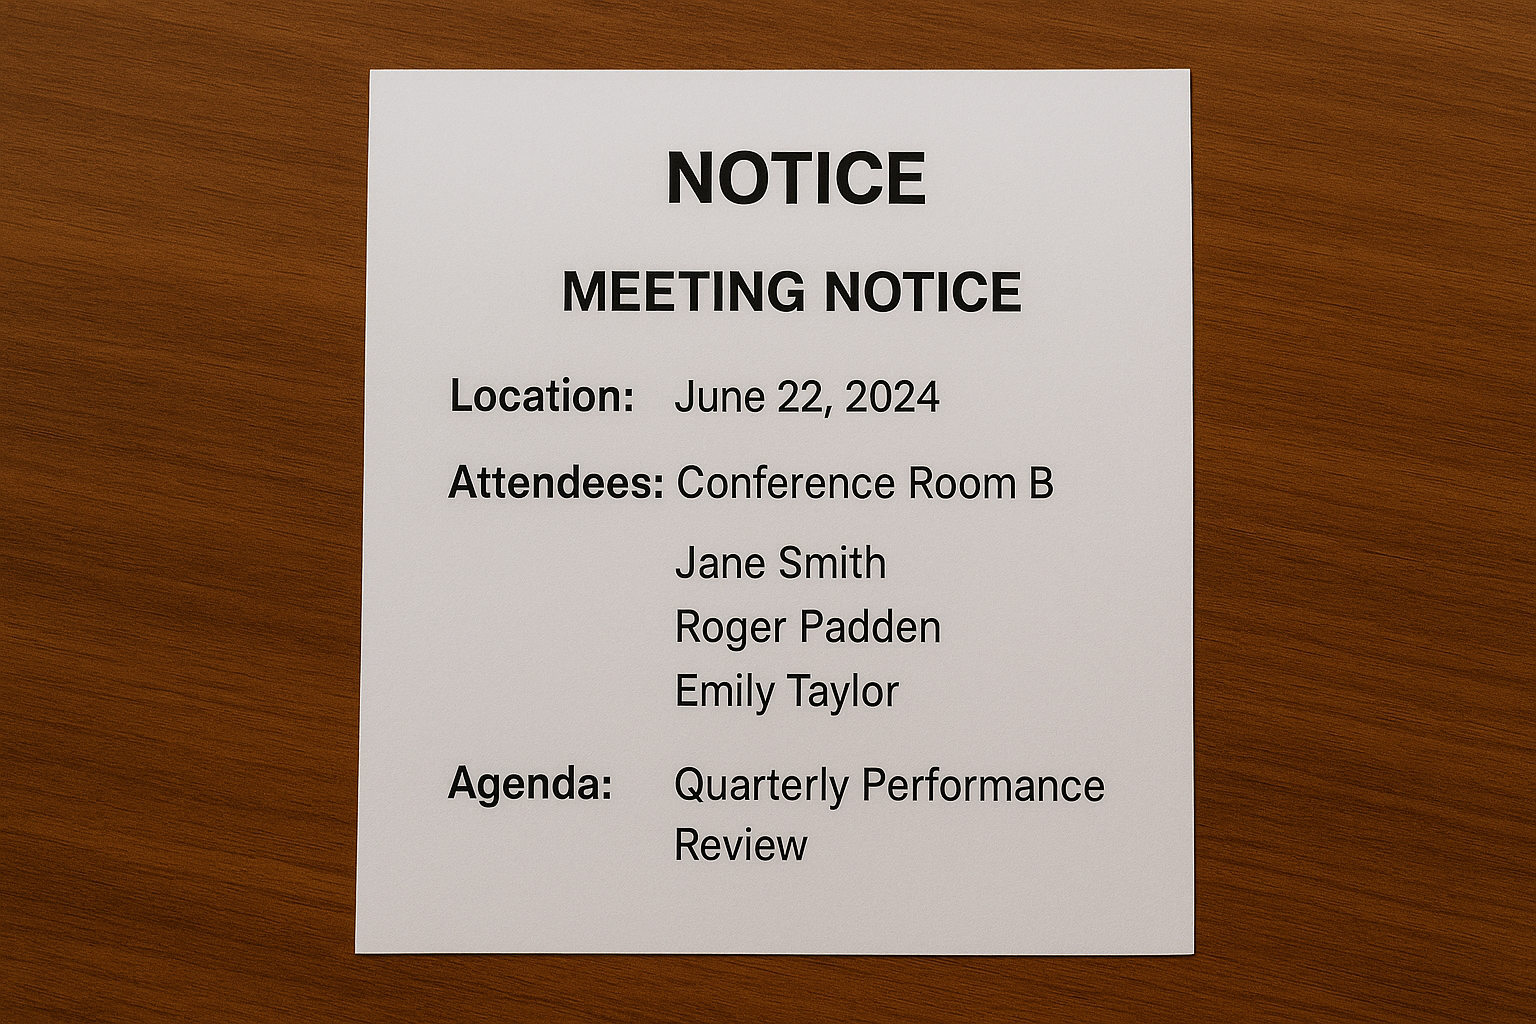 NOTICE
MEETING NOTICE
Location: June 22, 2024
Attendees: Conference Room B
Jane Smith
Roger Padden
Emily Taylor
Agenda: Quarterly Performance
Review